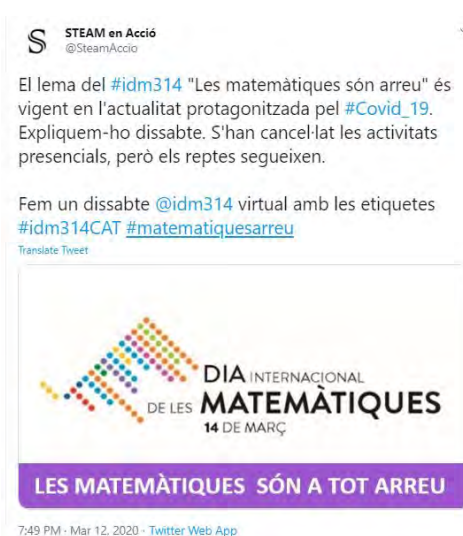 STEAM en Acció
@SteamAccio
El lema del #idm314 "Les matemàtiques són arreu" és
vigent en l'actualitat protagonitzada pel #Covid_19.
Expliquem-ho dissabte. S'han cancel·lat les activitats
presencials, però els reptes segueixen.
Fem un dissabte @idm314 virtual amb les etiquetes
#idm314CAT #matematiquesarreu
Translate Tweet
DIA INTERNACIONAL
DE LES MATEMÀTIQUES
14 DE MARÇ
LES MATEMÀTIQUES SÓN A TOT ARREU
7:49 PM · Mar 12, 2020 · Twitter Web App